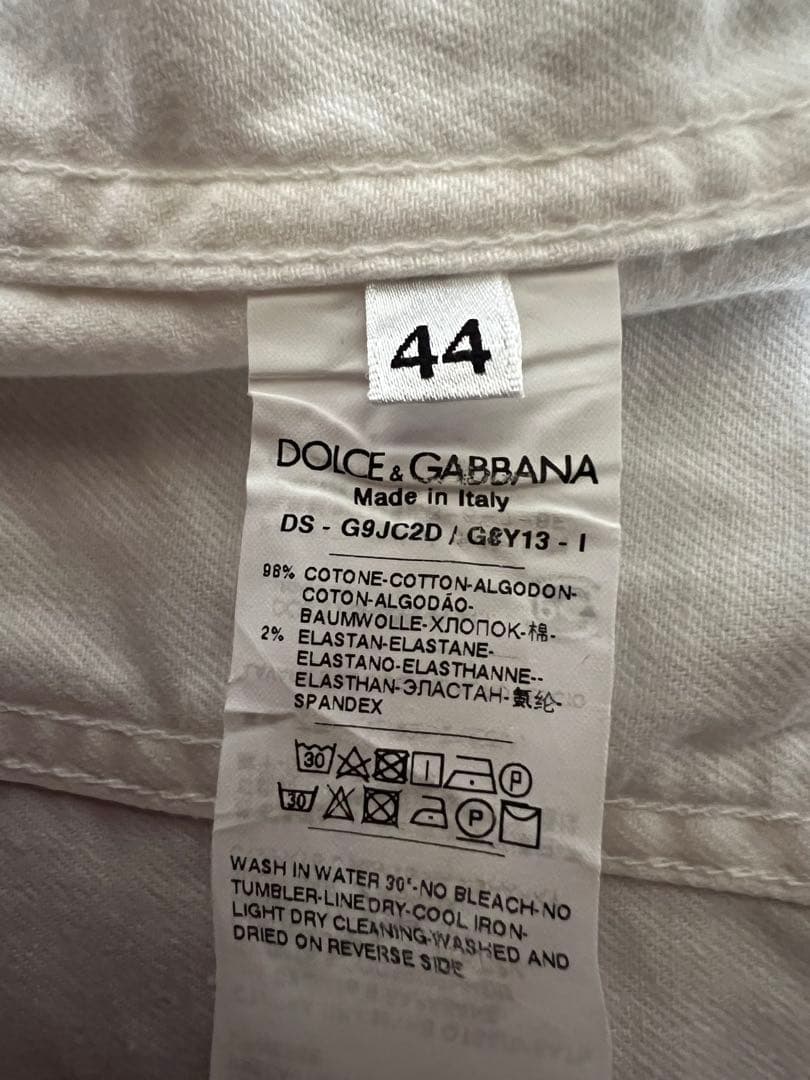 44
DOLCE & GABBANA
Made in Italy
DS - G9JC2D / G8Y13 - I
98% COTONE-COTTON-ALGODON-
COTON-ALGODÃO-
BAUMWOLLE-ХЛОПОК-棉-
2% ELASTAN-ELASTANE-
ELASTANO-ELASTHANNE--
ELASTHAN-ЭЛАСТАН-氨纶-
SPANDEX
30 P
30 P
WASH IN WATER 30°-NO BLEACH-NO
TUMBLER-LINE DRY-COOL IRON-
LIGHT DRY CLEANING-WASHED AND
DRIED ON REVERSE SIDE